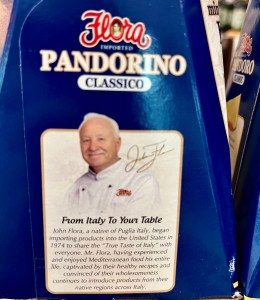 Flora
IMPORTED
PANDORINO
CLASSICO
John Flora
Flora
From Italy To Your Table
John Flora, a native of Puglia Italy, began
importing products into the United States in
1974 to share the "True Taste of Italy" with
everyone. Mr. Flora, having experienced
and enjoyed Mediterranean food his entire
life, captivated by their healthy recipes and
convinced of their wholesomeness
continues to introduce products from their
native regions across Italy.